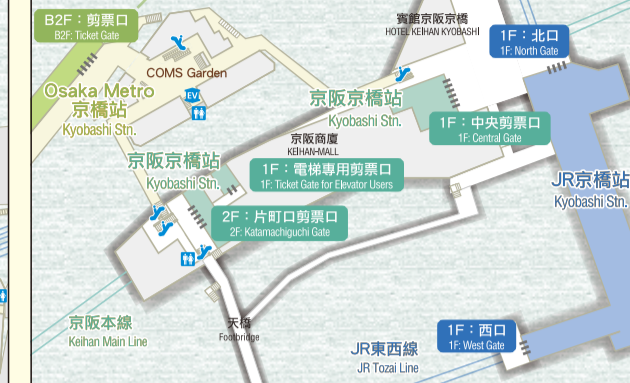 B2F：剪票口
B2F: Ticket Gate
賓館京阪京橋
HOTEL KEIHAN KYOBASHI
1F：北口
1F: North Gate
COMS Garden
Osaka Metro
京橋站
Kyobashi Stn.
EV
京阪京橋站
Kyobashi Stn.
1F：中央剪票口
1F: Central Gate
京阪商廈
KEIHAN-MALL
京阪京橋站
Kyobashi Stn.
1F：電梯專用剪票口
1F: Ticket Gate for Elevator Users
JR京橋站
Kyobashi Stn.
2F：片町口剪票口
2F: Katamachiguchi Gate
京阪本線
Keihan Main Line
天橋
Footbridge
1F：西口
1F: West Gate
JR東西線
JR Tozai Line